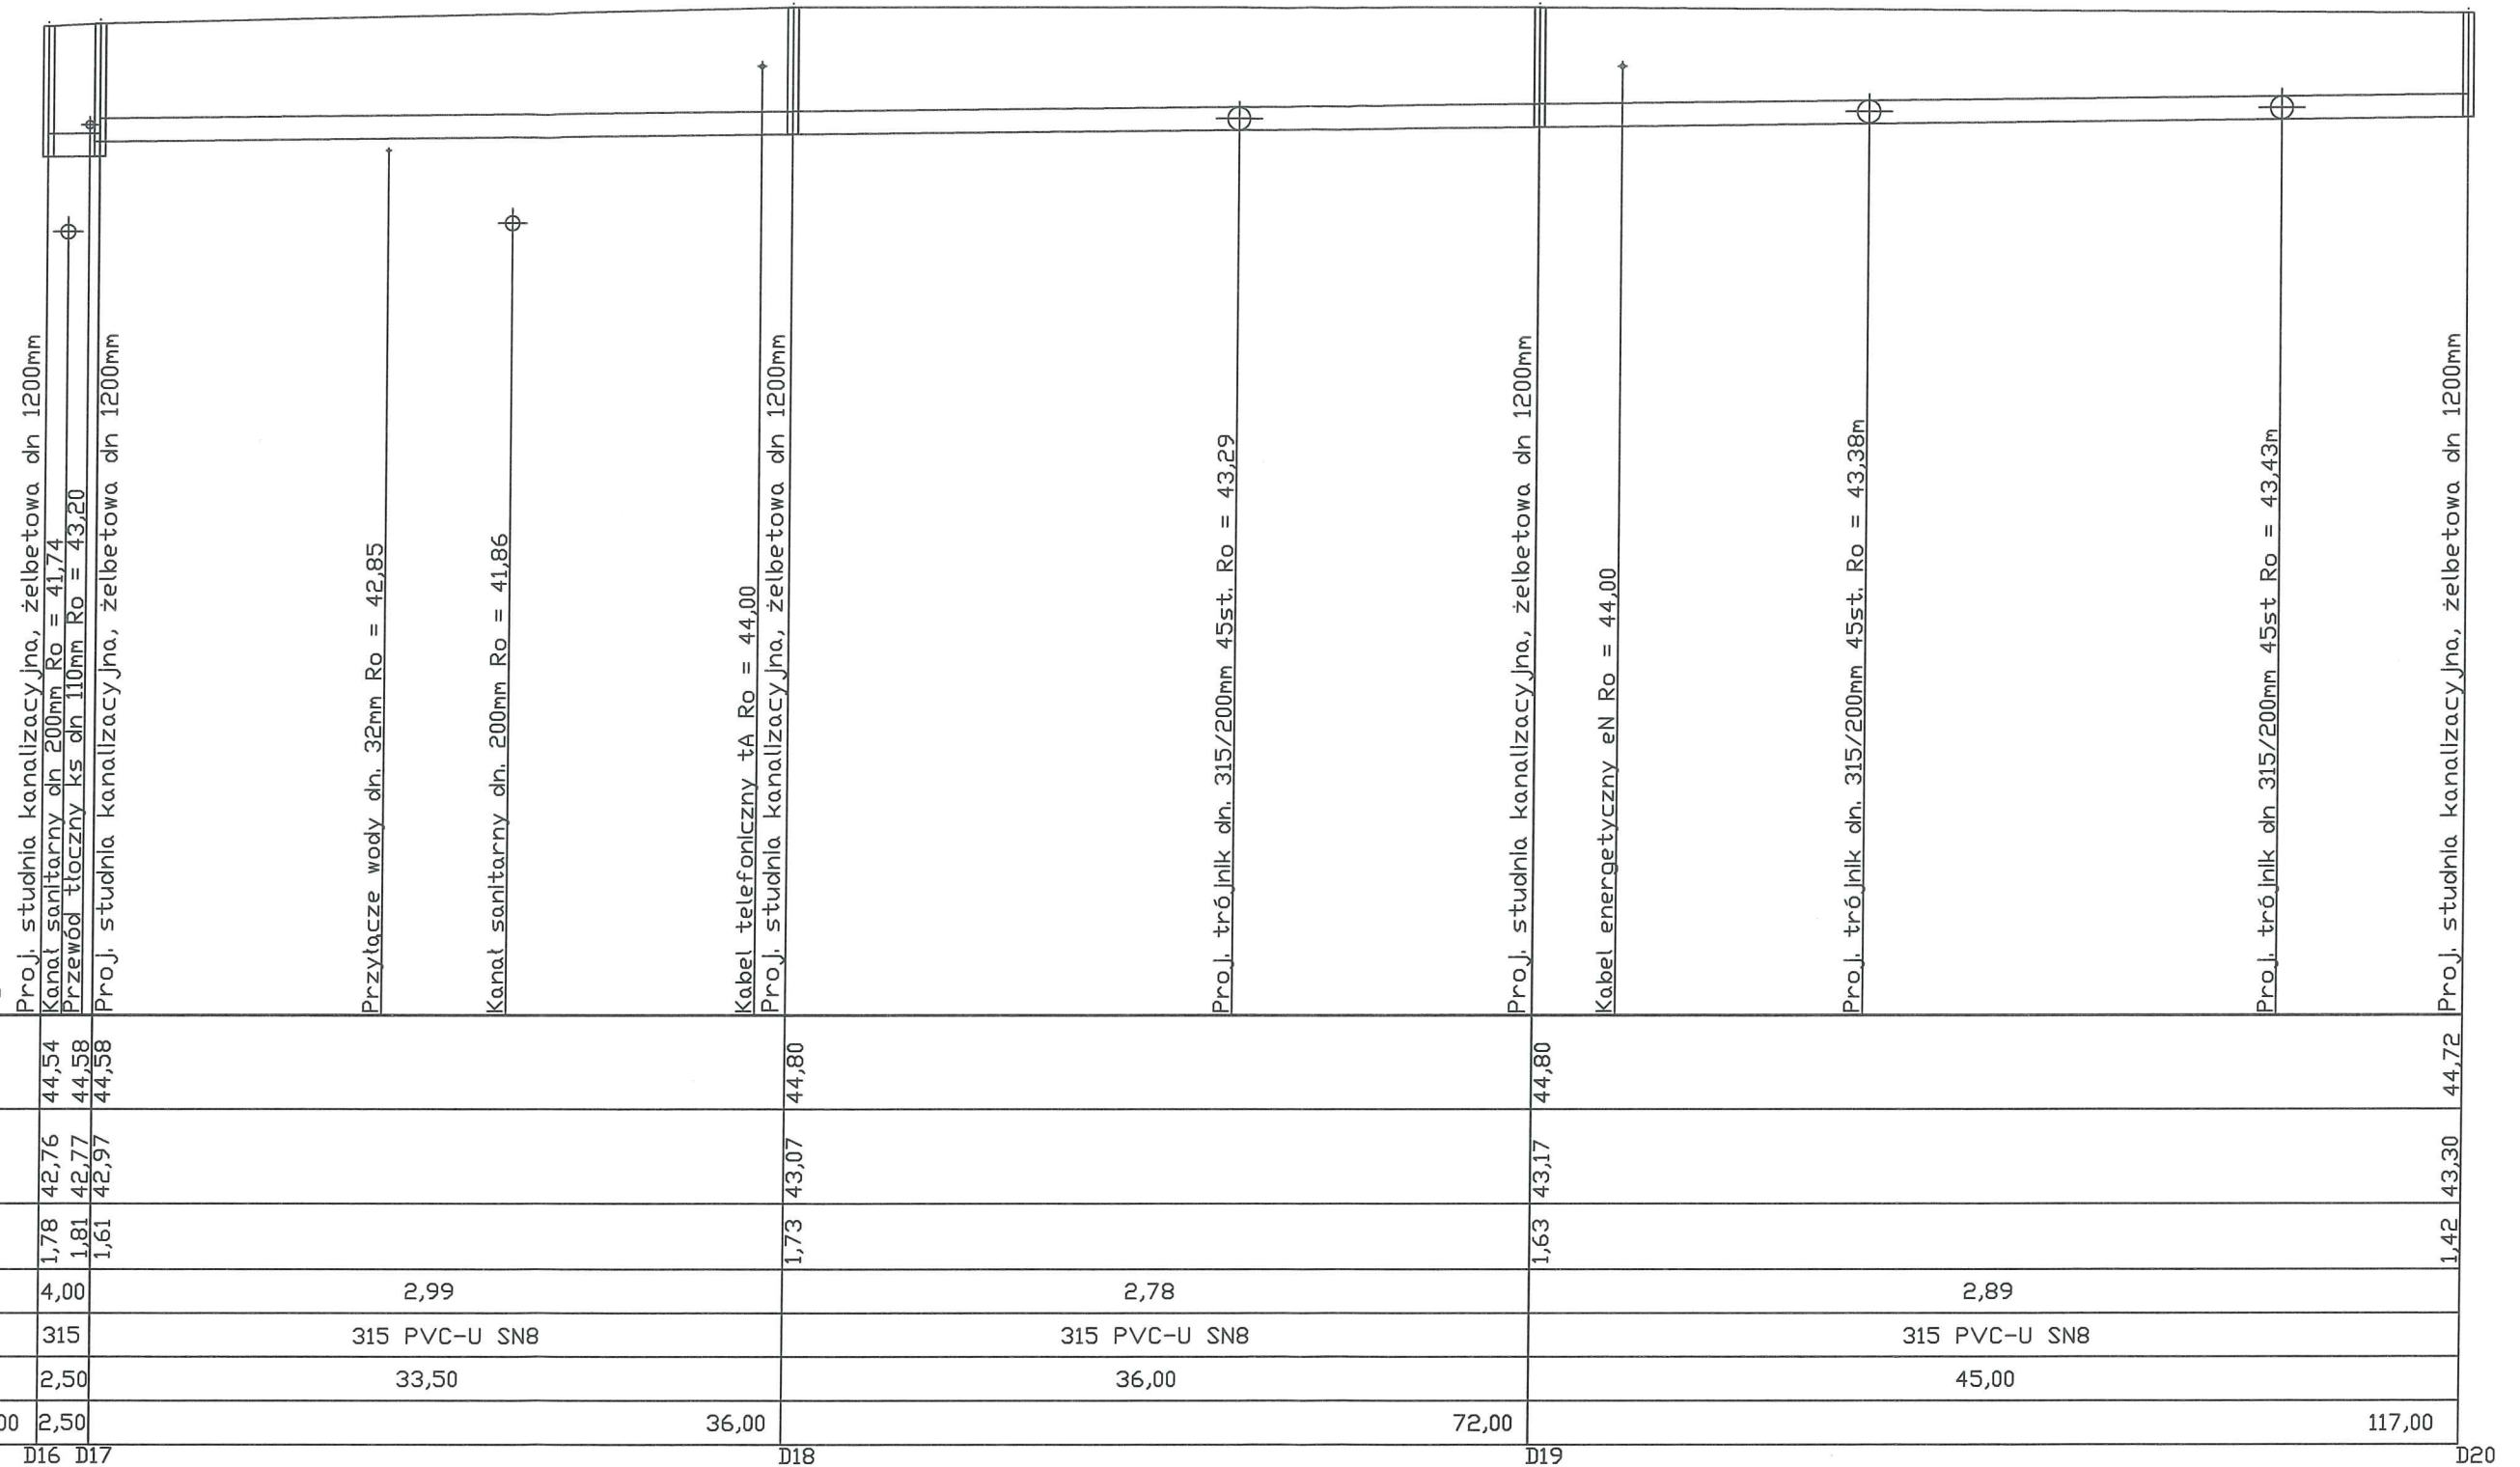 Proj. studnia kanalizacyjna, żelbetowa dn 1200mm
Kanał sanitarny dn 200mm Ro = 41,74
Przewód tłoczny ks dn 110mm Ro = 43,20
Proj. studnia kanalizacyjna, żelbetowa dn 1200mm
Przyłącze wody dn. 32mm Ro = 42,85
Kanał sanitarny dn. 200mm Ro = 41,86
Kabel telefoniczny tA Ro = 44,00
Proj. studnia kanalizacyjna, żelbetowa dn 1200mm
Proj. trójnik dn. 315/200mm 45st. Ro = 43,29
Proj. studnia kanalizacyjna, żelbetowa dn 1200mm
Kabel energetyczny eN Ro = 44,00
Proj. trójnik dn. 315/200mm 45st. Ro = 43,38m
Proj. trójnik dn 315/200mm 45st Ro = 43,43m
Proj. studnia kanalizacyjna, żelbetowa dn 1200mm
44,54 44,58 44,58 44,80 44,80 44,72
42,76 42,77 42,97 43,07 43,17 43,30
1,78 1,81 1,61 1,73 1,63 1,42
4,00 2,99 2,78 2,89
315 315 PVC-U SN8 315 PVC-U SN8 315 PVC-U SN8
2,50 33,50 36,00 45,00
00 2,50 36,00 72,00 117,00
D16 D17 D18 D19 D20